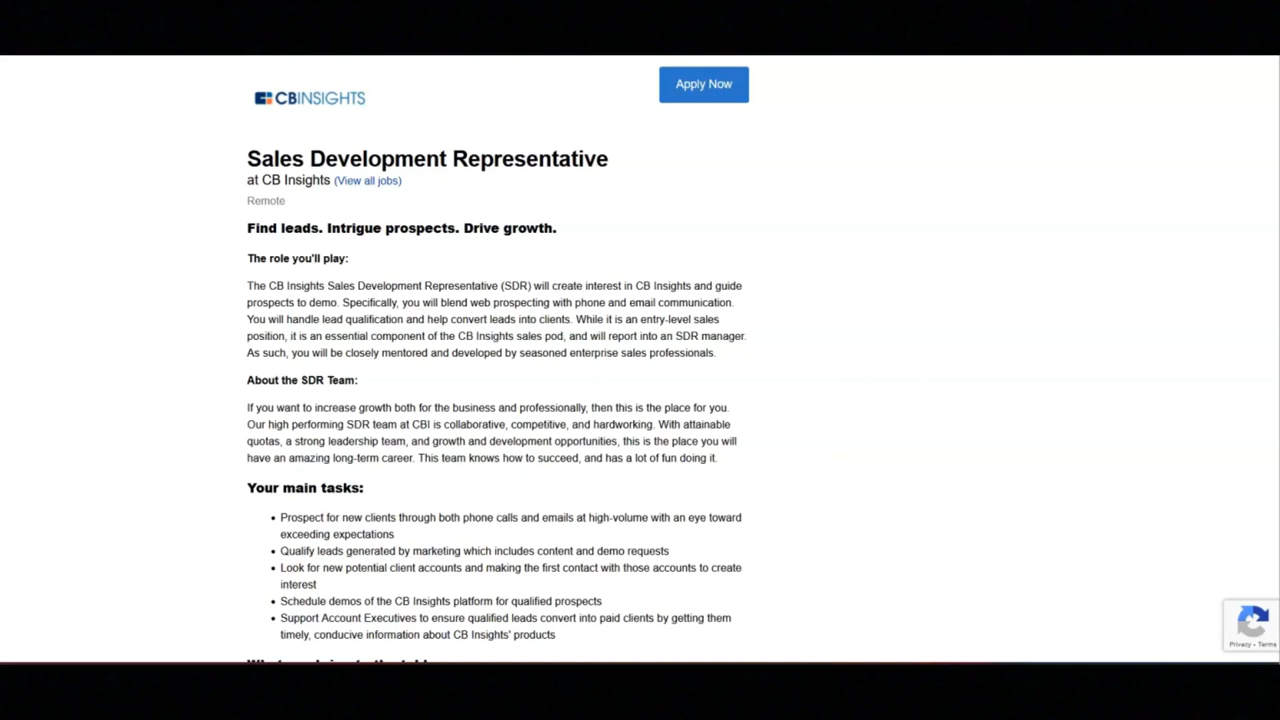 CBINSIGHTS
Apply Now
Sales Development Representative
at CB Insights (View all jobs)
Remote
Find leads. Intrigue prospects. Drive growth.
The role you'll play:
The CB Insights Sales Development Representative (SDR) will create interest in CB Insights and guide
prospects to demo. Specifically, you will blend web prospecting with phone and email communication.
You will handle lead qualification and help convert leads into clients. While it is an entry-level sales
position, it is an essential component of the CB Insights sales pod, and will report into an SDR manager.
As such, you will be closely mentored and developed by seasoned enterprise sales professionals.
About the SDR Team:
If you want to increase growth both for the business and professionally, then this is the place for you.
Our high performing SDR team at CBI is collaborative, competitive, and hardworking. With attainable
quotas, a strong leadership team, and growth and development opportunities, this is the place you will
have an amazing long-term career. This team knows how to succeed, and has a lot of fun doing it.
Your main tasks:
• Prospect for new clients through both phone calls and emails at high-volume with an eye toward
exceeding expectations
• Qualify leads generated by marketing which includes content and demo requests
• Look for new potential client accounts and making the first contact with those accounts to create
interest
• Schedule demos of the CB Insights platform for qualified prospects
• Support Account Executives to ensure qualified leads convert into paid clients by getting them
timely, conducive information about CB Insights' products
Privacy - Terms